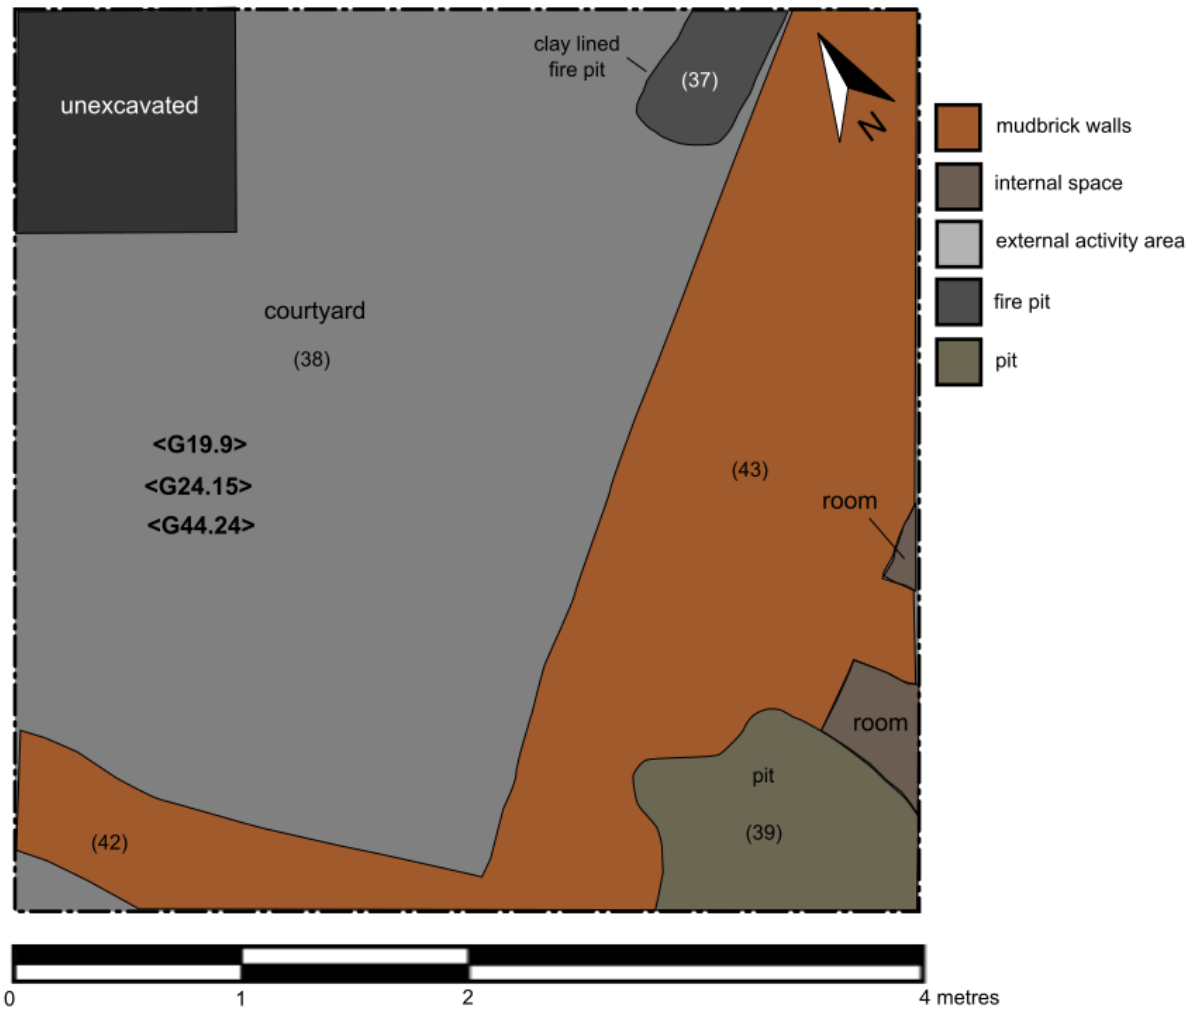 clay lined
fire pit
(37)
unexcavated
N
mudbrick walls
internal space
external activity area
fire pit
pit
courtyard
(38)
<G19.9>
<G24.15>
<G44.24>
(43)
room
room
pit
(39)
(42)
0 1 2 4 metres